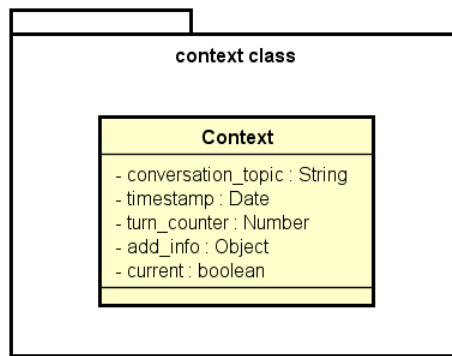 context class
Context
- conversation_topic : String
- timestamp : Date
- turn_counter : Number
- add_info : Object
- current : boolean